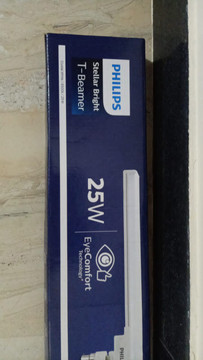 PHILIPS
Stellar Bright
T-Beamer
25W
EyeComfort
Technology*